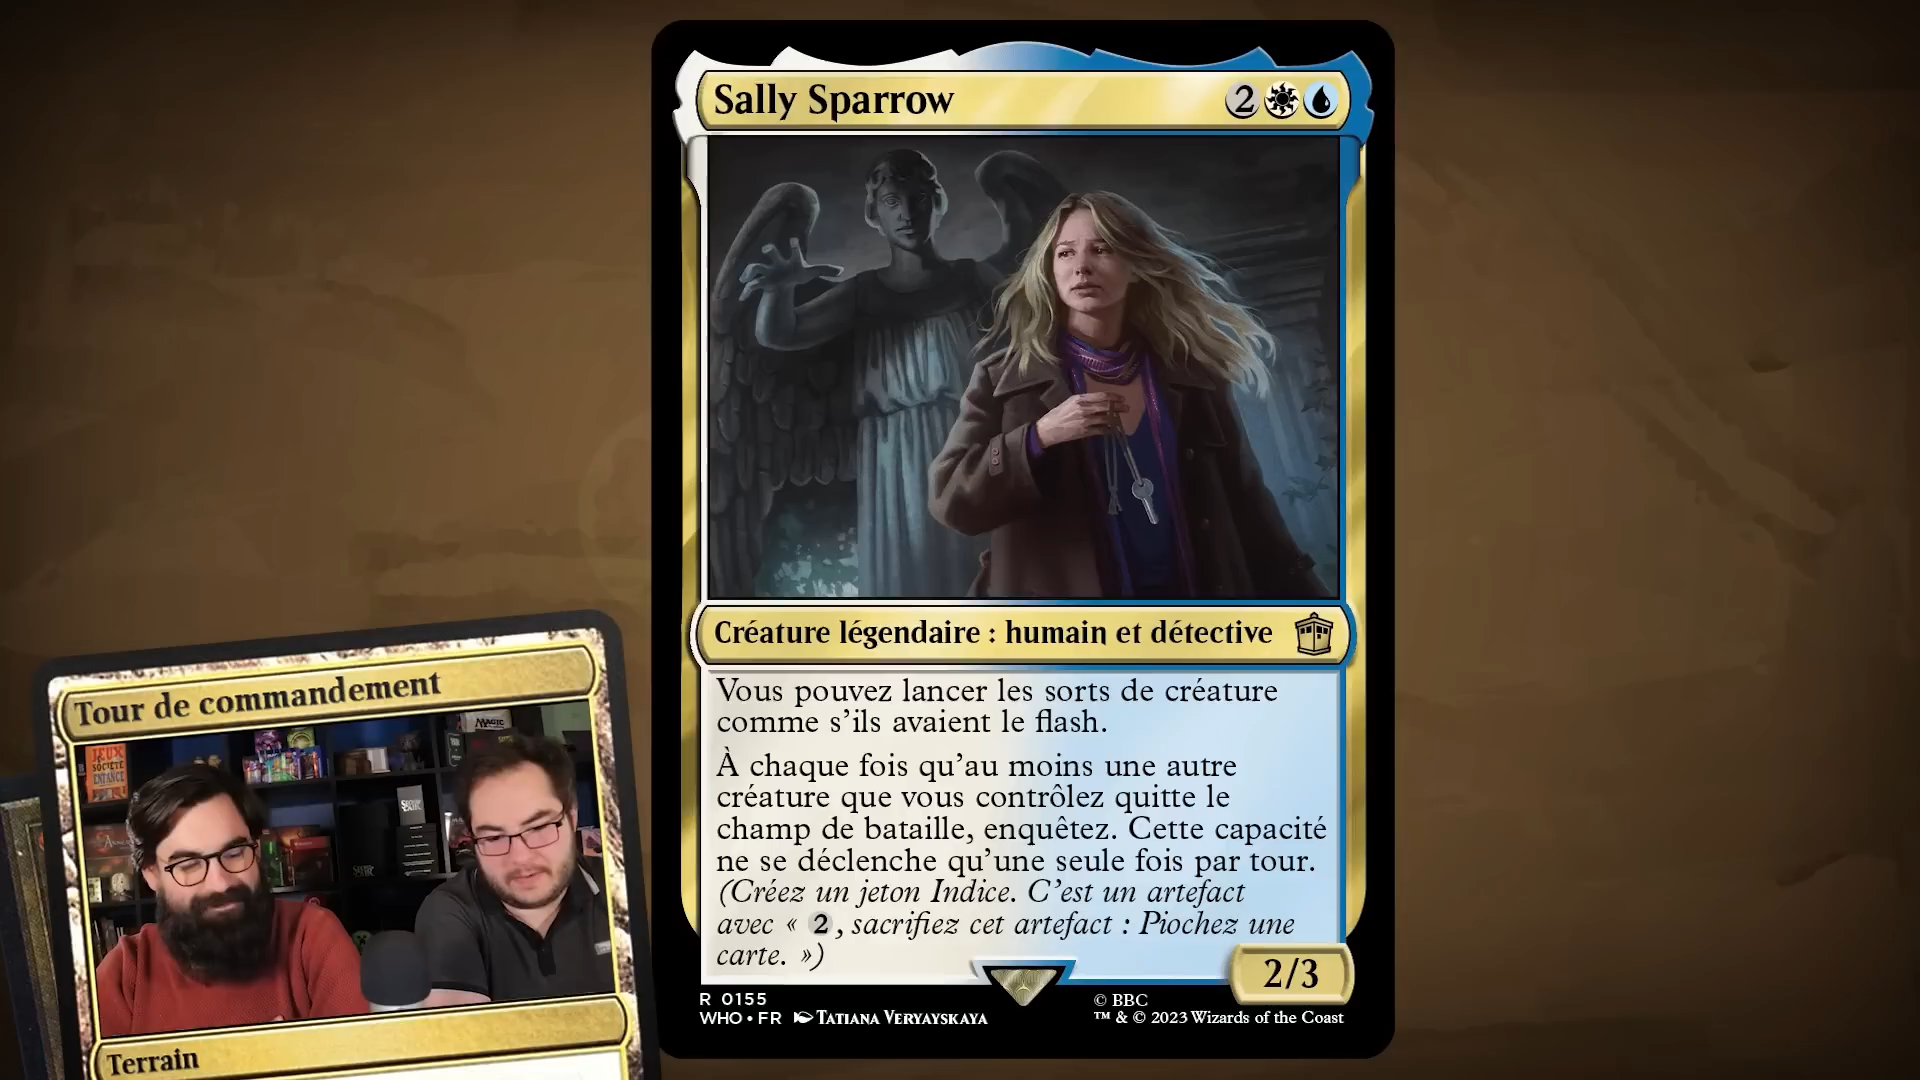 Sally Sparrow
2
Créature légendaire : humain et détective
Vous pouvez lancer les sorts de créature
comme s'ils avaient le flash.
À chaque fois qu'au moins une autre
créature que vous contrôlez quitte le
champ de bataille, enquêtez. Cette capacité
ne se déclenche qu'une seule fois par tour.
(Créez un jeton Indice. C'est un artefact
avec « 2, sacrifiez cet artefact : Piochez une
carte. »)
2/3
R 0155
WHO • FR TATIANA VERYAYSKAYA
© BBC
™ & © 2023 Wizards of the Coast
Tour de commandement
JEUX
SOCIÉTÉ
ENFANCE
MAGIC
Terrain